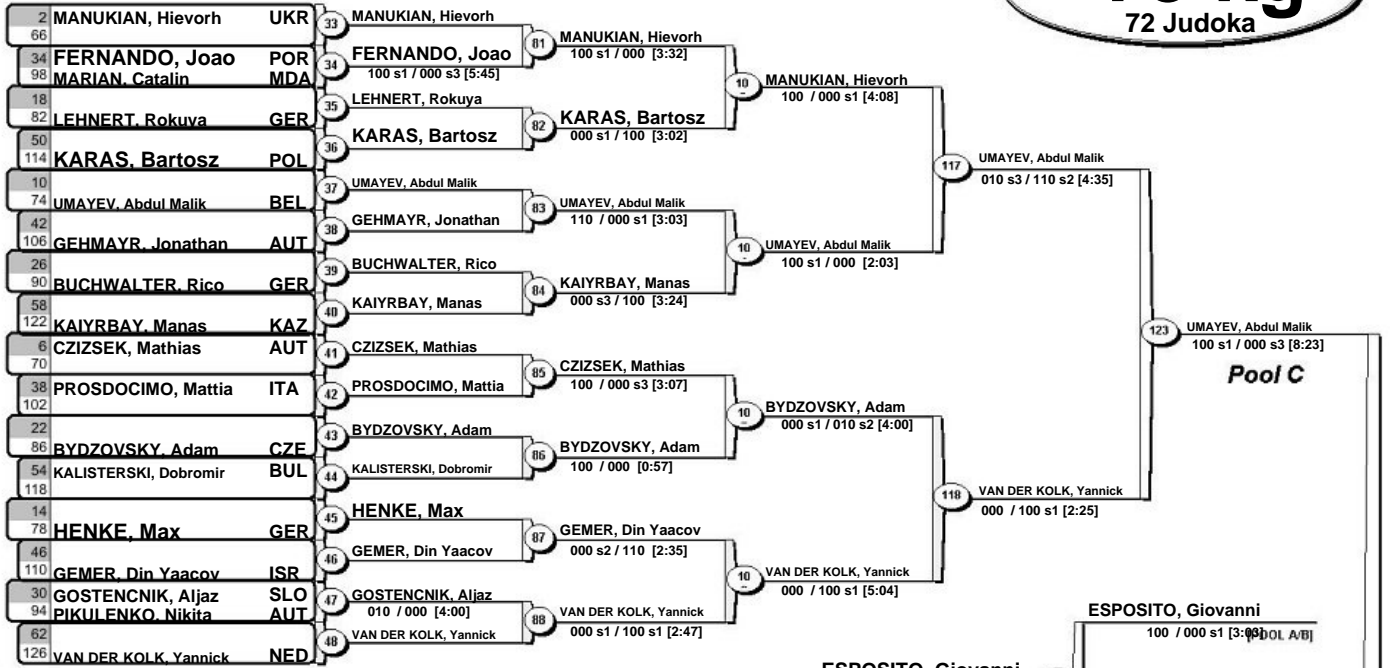 72 Judoka
2 MANUKIAN, Hievorh UKR
66
34 FERNANDO, Joao POR
98 MARIAN, Catalin MDA
18
82 LEHNERT, Rokuya GER
50
114 KARAS, Bartosz POL
10
74 UMAYEV, Abdul Malik BEL
42
106 GEHMAYR, Jonathan AUT
26
90 BUCHWALTER, Rico GER
58
122 KAIYRBAY, Manas KAZ
6 CZIZSEK, Mathias AUT
70
38 PROSDOCIMO, Mattia ITA
102
22
86 BYDZOVSKY, Adam CZE
54 KALISTERSKI, Dobromir BUL
118
14
78 HENKE, Max GER
46
110 GEMER, Din Yaacov ISR
30 GOSTENCNIK, Aljaz SLO
94 PIKULENKO, Nikita AUT
62
126 VAN DER KOLK, Yannick NED
33 MANUKIAN, Hievorh
34 FERNANDO, Joao
100 s1 / 000 s3 [5:45]
35 LEHNERT, Rokuya
36 KARAS, Bartosz
37 UMAYEV, Abdul Malik
38 GEHMAYR, Jonathan
39 BUCHWALTER, Rico
40 KAIYRBAY, Manas
41 CZIZSEK, Mathias
42 PROSDOCIMO, Mattia
43 BYDZOVSKY, Adam
44 KALISTERSKI, Dobromir
45 HENKE, Max
46 GEMER, Din Yaacov
47 GOSTENCNIK, Aljaz
010 / 000 [4:00]
48 VAN DER KOLK, Yannick
81 MANUKIAN, Hievorh
100 s1 / 000 [3:32]
82 KARAS, Bartosz
000 s1 / 100 [3:02]
83 UMAYEV, Abdul Malik
110 / 000 s1 [3:03]
84 KAIYRBAY, Manas
000 s3 / 100 [3:24]
85 CZIZSEK, Mathias
100 / 000 s3 [3:07]
86 BYDZOVSKY, Adam
100 / 000 [0:57]
87 GEMER, Din Yaacov
000 s2 / 110 [2:35]
88 VAN DER KOLK, Yannick
000 s1 / 100 s1 [2:47]
10 MANUKIAN, Hievorh
100 / 000 s1 [4:08]
10 UMAYEV, Abdul Malik
100 s1 / 000 [2:03]
10 BYDZOVSKY, Adam
000 s1 / 010 s2 [4:00]
10 VAN DER KOLK, Yannick
000 / 100 s1 [5:04]
117 UMAYEV, Abdul Malik
010 s3 / 110 s2 [4:35]
118 VAN DER KOLK, Yannick
000 / 100 s1 [2:25]
123 UMAYEV, Abdul Malik
100 s1 / 000 s3 [8:23]
Pool C
ESPOSITO, Giovanni
100 / 000 s1 [3:03]
ESPOSITO, Giovanni